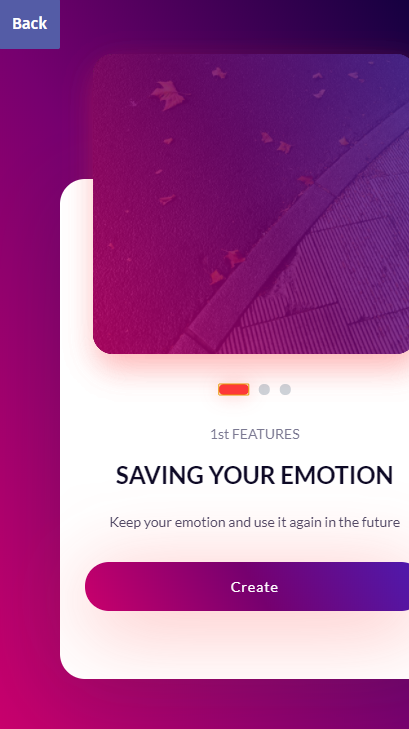 Back
1st FEATURES
SAVING YOUR EMOTION
Keep your emotion and use it again in the future
Create